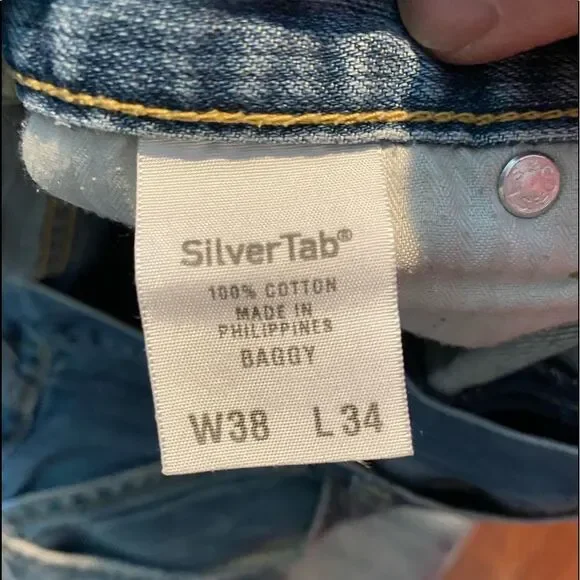 SilverTab®
100% COTTON
MADE IN
PHILIPPINES
BAGGY
W38 L34